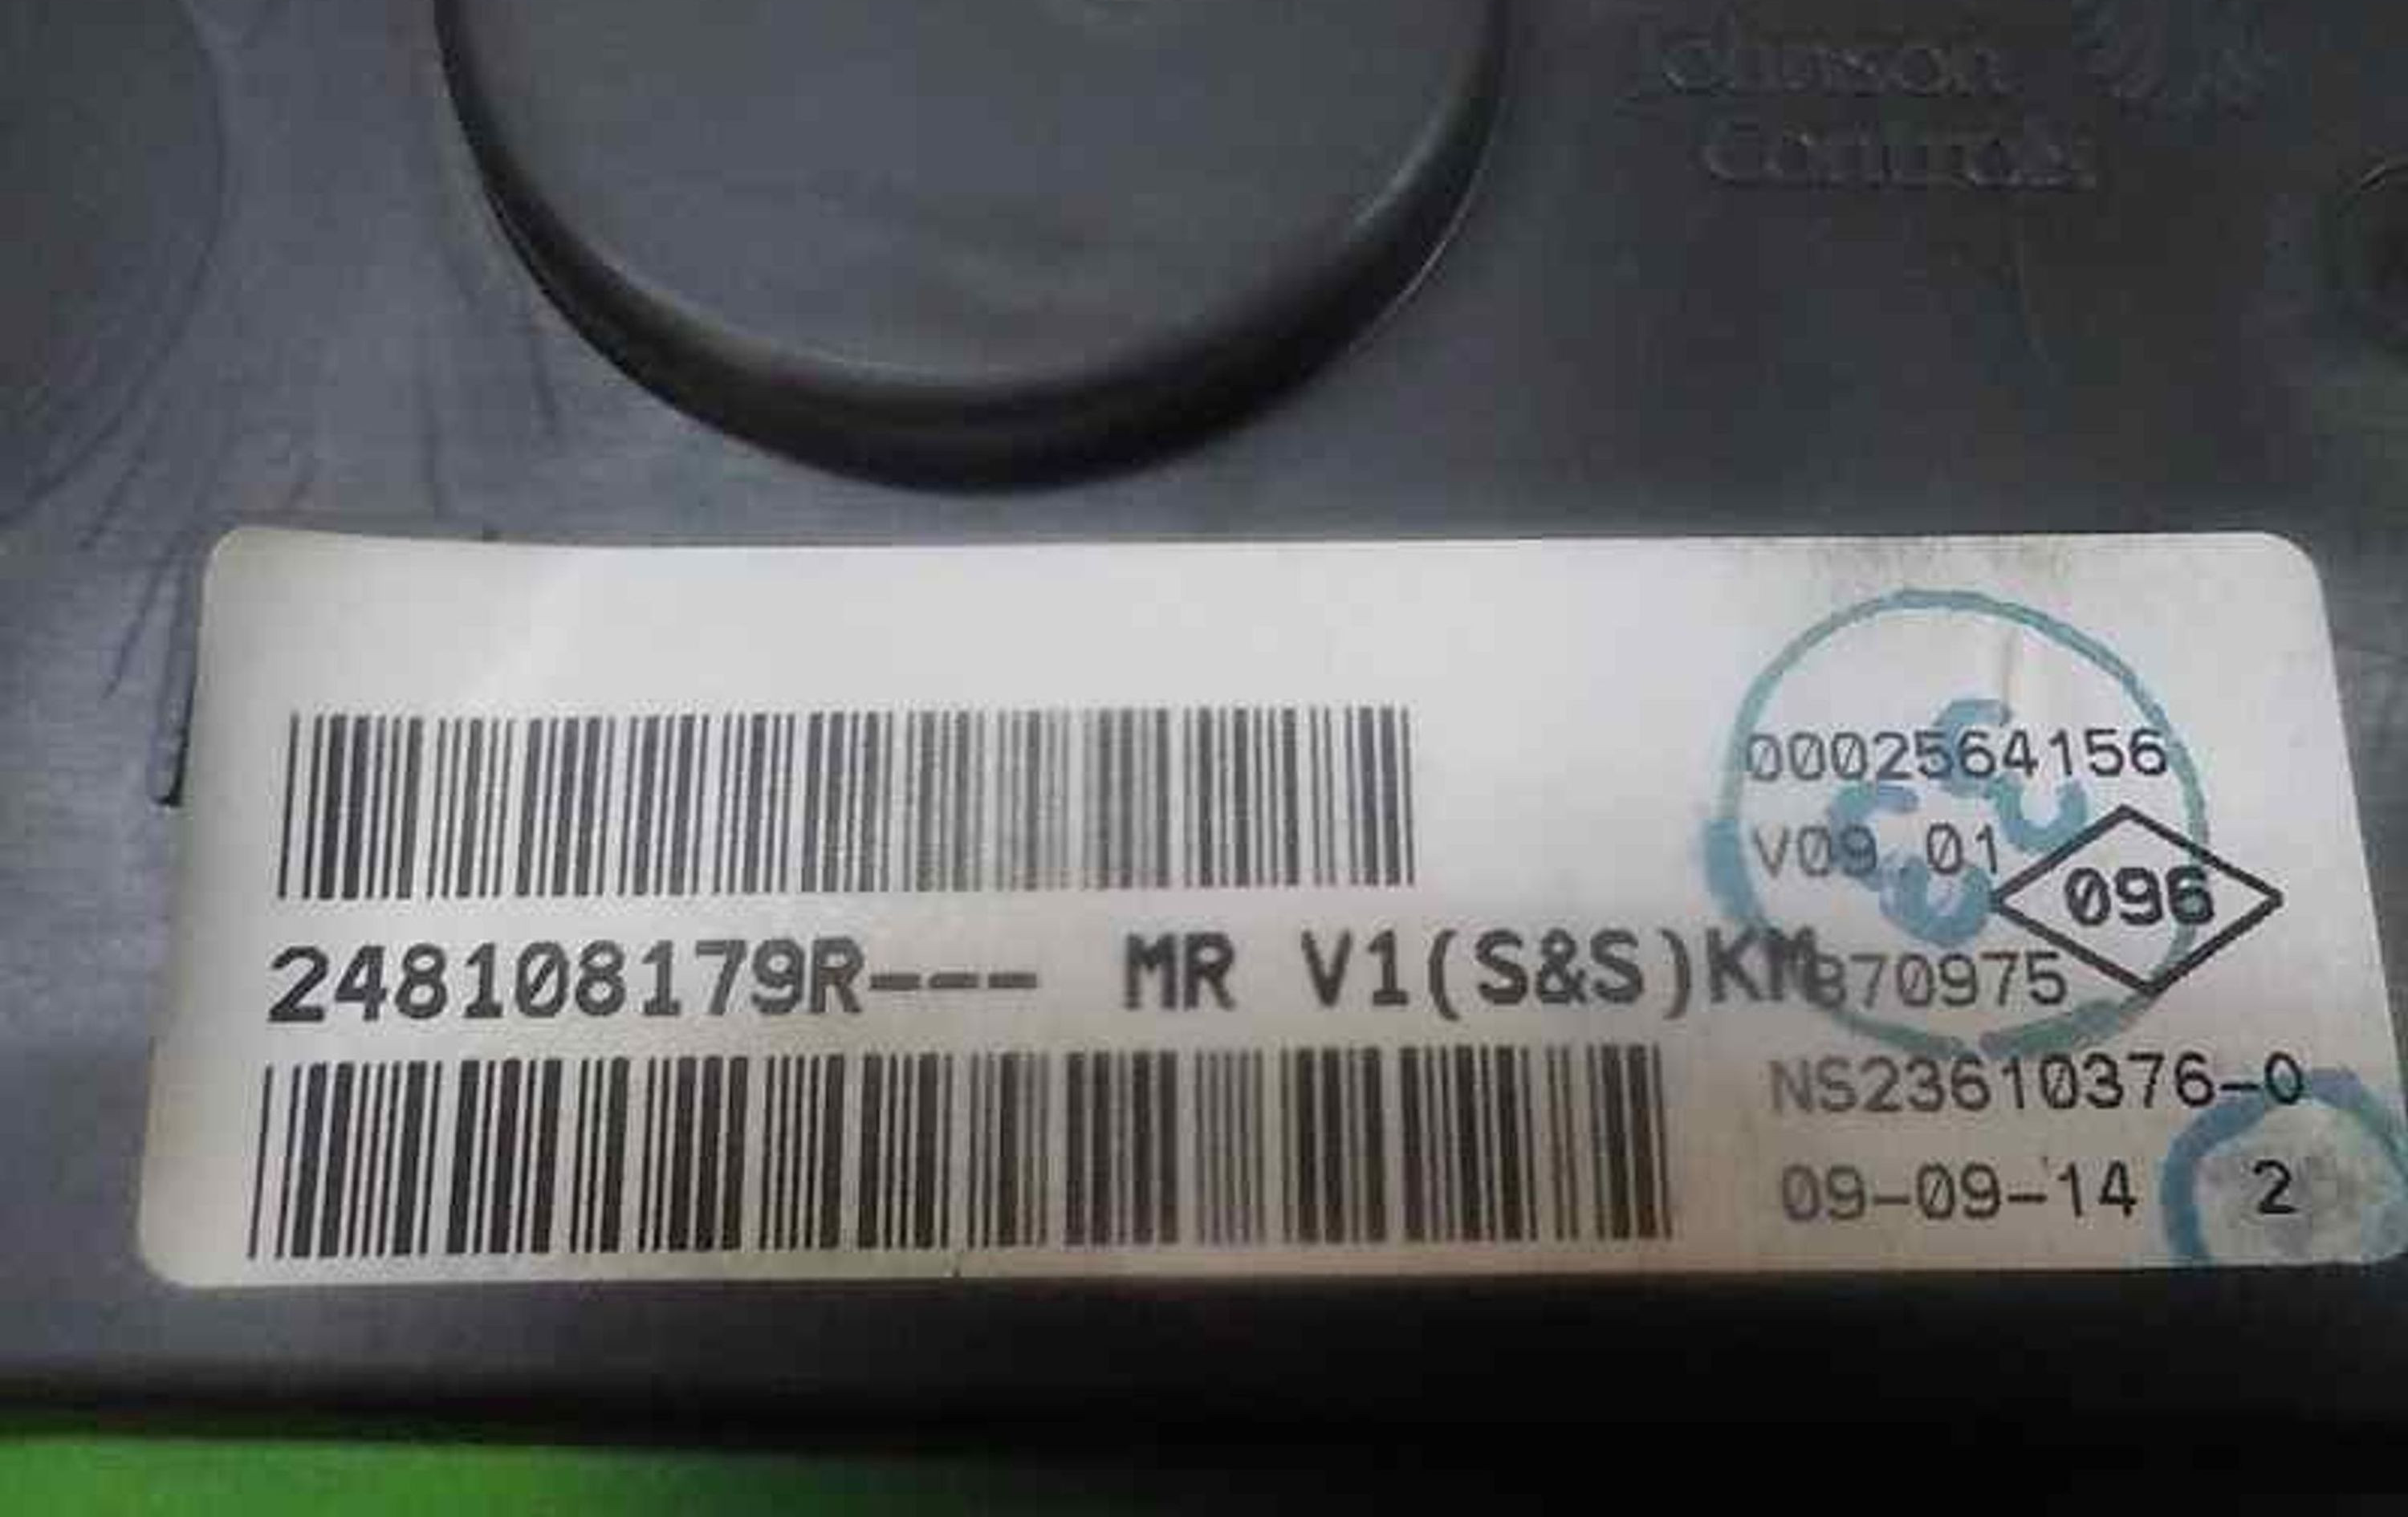 Johnson
Controls
0002564156
V09 01
096
248108179R--- MR V1(S&S)KM
870975
NS23610376-0
09-09-14
2